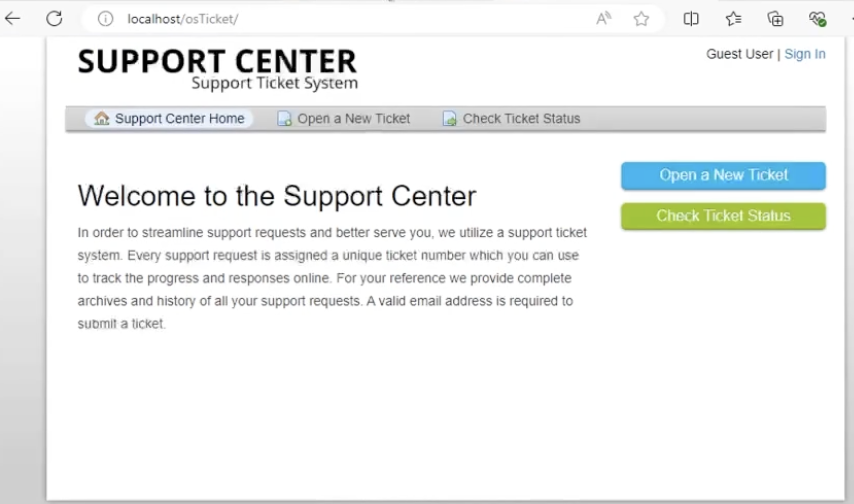 localhost/osTicket/
SUPPORT CENTER
Support Ticket System
Guest User | Sign In
Support Center Home Open a New Ticket Check Ticket Status
Open a New Ticket
Check Ticket Status
Welcome to the Support Center
In order to streamline support requests and better serve you, we utilize a support ticket
system. Every support request is assigned a unique ticket number which you can use
to track the progress and responses online. For your reference we provide complete
archives and history of all your support requests. A valid email address is required to
submit a ticket.